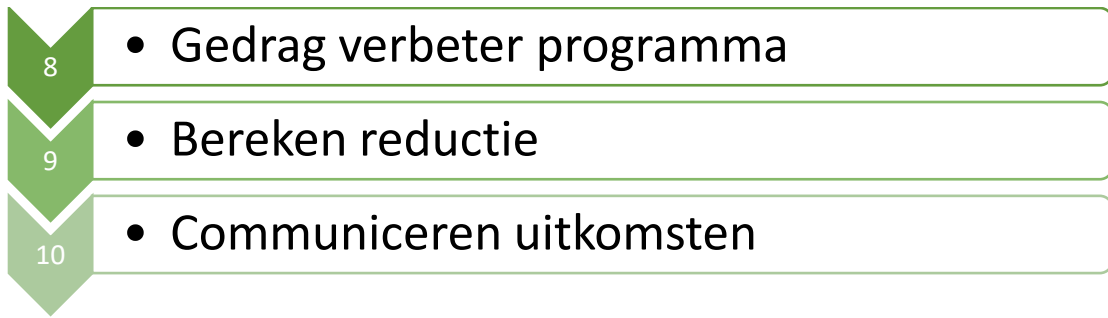 8
• Gedrag verbeter programma
9
• Bereken reductie
10
• Communiceren uitkomsten